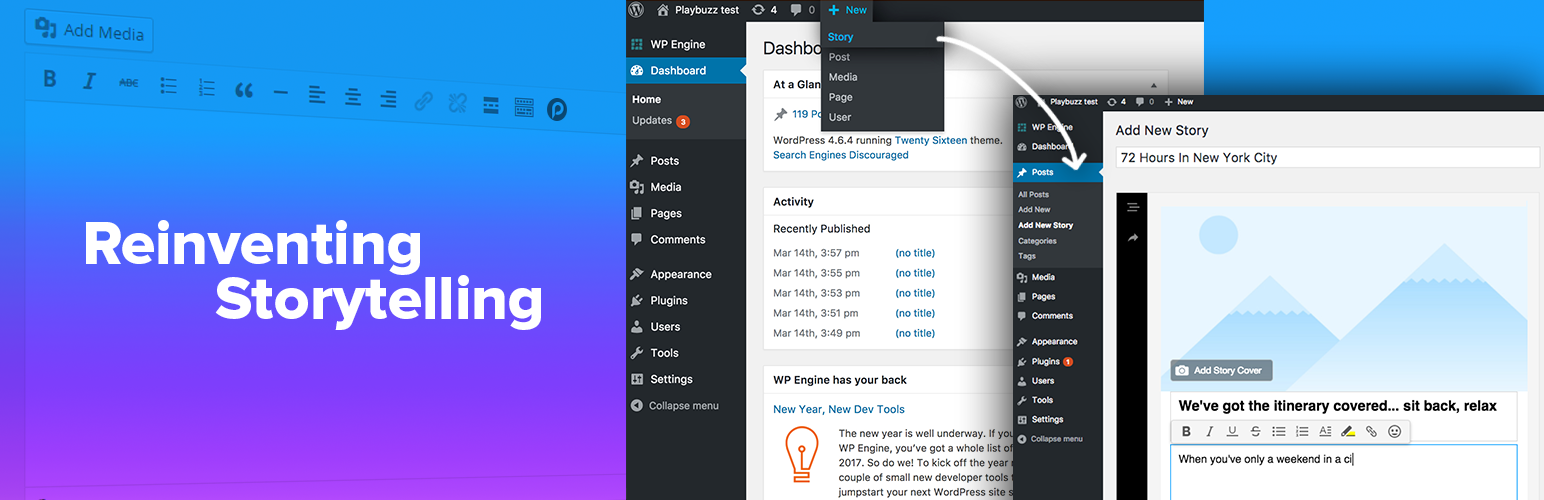 Add Media
B I ABC
Reinventing
Storytelling
Playbuzz test 4 0 + New
WP Engine
Dashboard
Home
Updates 3
Posts
Media
Pages
Comments
Appearance
Plugins
Users
Tools
Settings
Collapse menu
Story
Post
Media
Page
User
At a
119
WordPress 4.6.4 running Twenty Sixteen theme.
Search Engines Discouraged
Activity
Recently Published
Mar 14th, 3:57 pm (no title)
Mar 14th, 3:55 pm (no title)
Mar 14th, 3:53 pm (no title)
Mar 14th, 3:51 pm (no title)
Mar 14th, 3:49 pm (no title)
WP Engine has your back
New Year, New Dev Tools
The new year is well underway. If you
WP Engine, you've got a whole list of
2017. So do we! To kick off the year
couple of small new developer tools
jumpstart your next WordPress site
Playbuzz test 4 0 + New
WP Engine
Dashboard
Posts
All Posts
Add New
Add New Story
Categories
Tags
Media
Pages
Comments
Appearance
Plugins 1
Users
Tools
Settings
Collapse menu
Add New Story
72 Hours In New York City
Add Story Cover
We've got the itinerary covered... sit back, relax
B I U S
When you've only a weekend in a ci